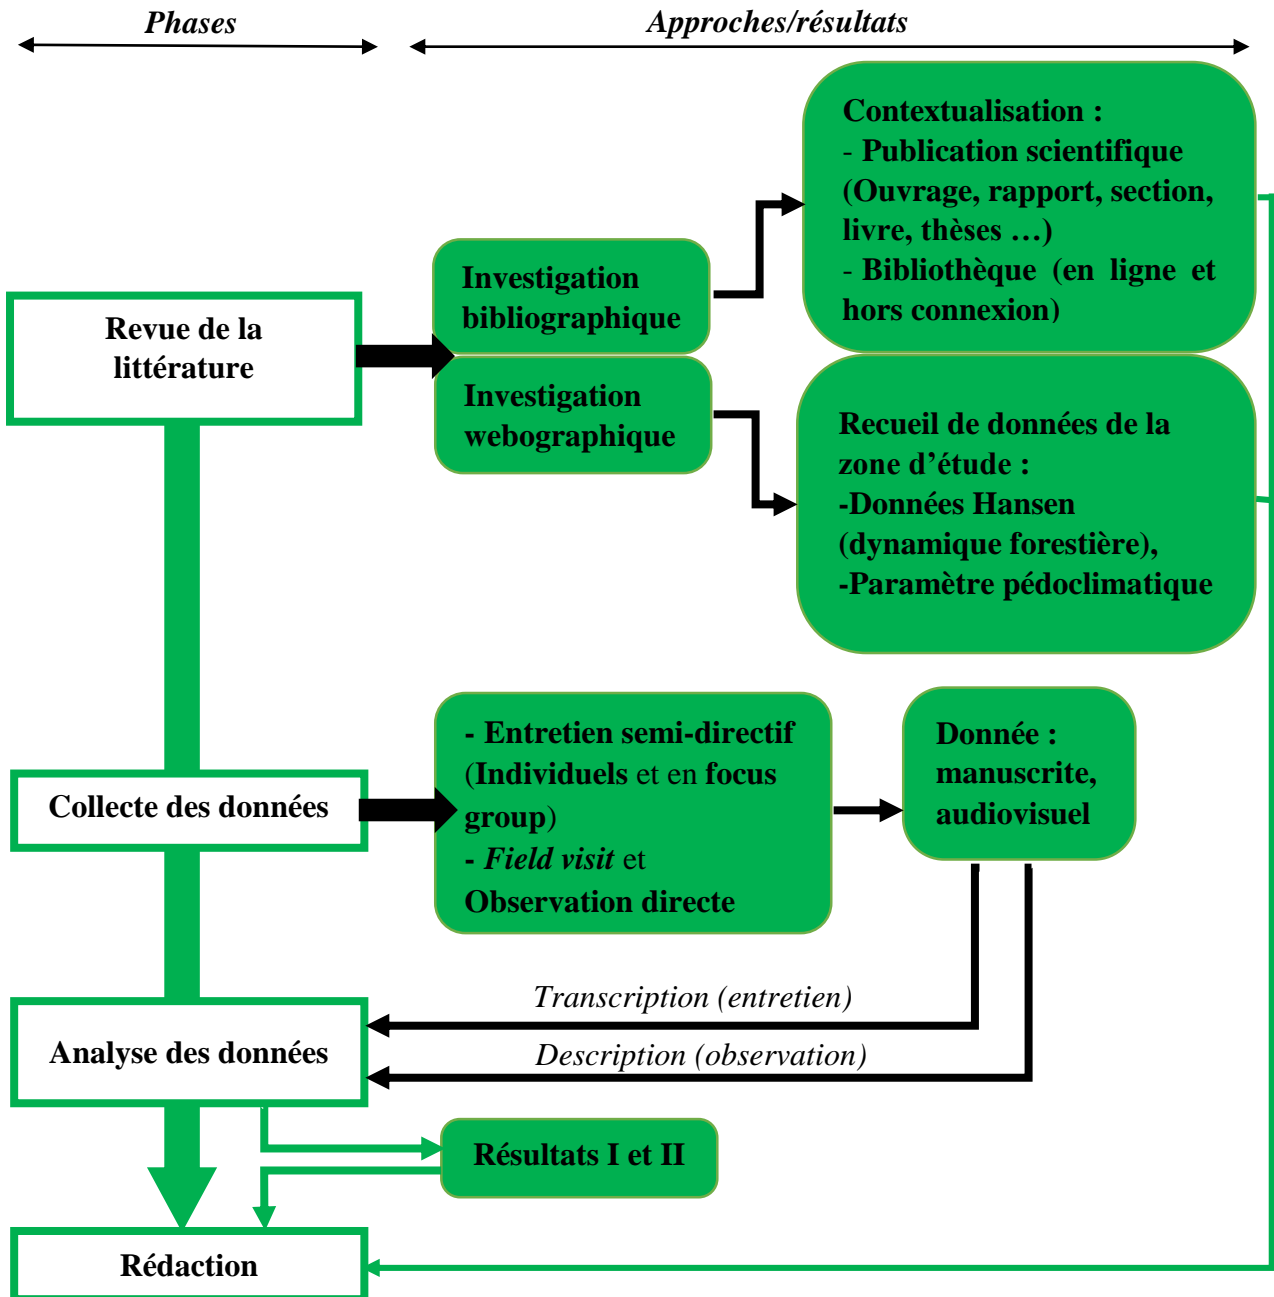 Phases
Approches/résultats
Contextualisation :
- Publication scientifique
(Ouvrage, rapport, section,
livre, thèses …)
- Bibliothèque (en ligne et
hors connexion)
Investigation
bibliographique
Revue de la
littérature
Investigation
webographique
Recueil de données de la
zone d’étude :
-Données Hansen
(dynamique forestière),
-Paramètre pédoclimatique
- Entretien semi-directif
(Individuels et en focus
group)
- Field visit et
Observation directe
Donnée :
manuscrite,
audiovisuel
Collecte des données
Transcription (entretien)
Analyse des données
Description (observation)
Résultats I et II
Rédaction